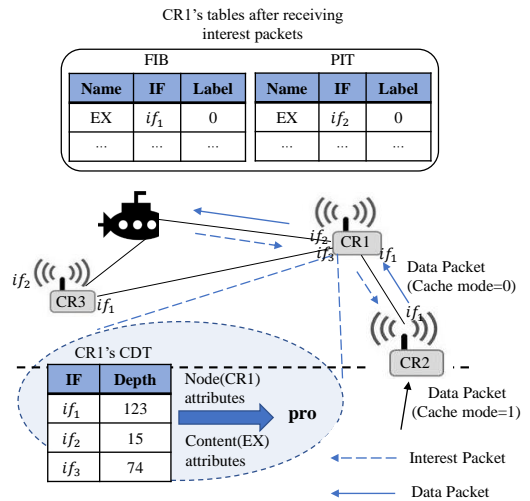 CR1's tables after receiving
interest packets
FIB
PIT
Name IF Label
EX if₁ 0
... ... ...
Name IF Label
EX if₂ 0
... ... ...
if₂
CR3
if₁
if₂
if₃
CR1
if₁
Data Packet
(Cache mode=0)
if₁
CR2
Data Packet
(Cache mode=1)
CR1's CDT
IF Depth
if₁ 123
if₂ 15
if₃ 74
Node(CR1)
attributes
Content(EX)
attributes
pro
Interest Packet
Data Packet